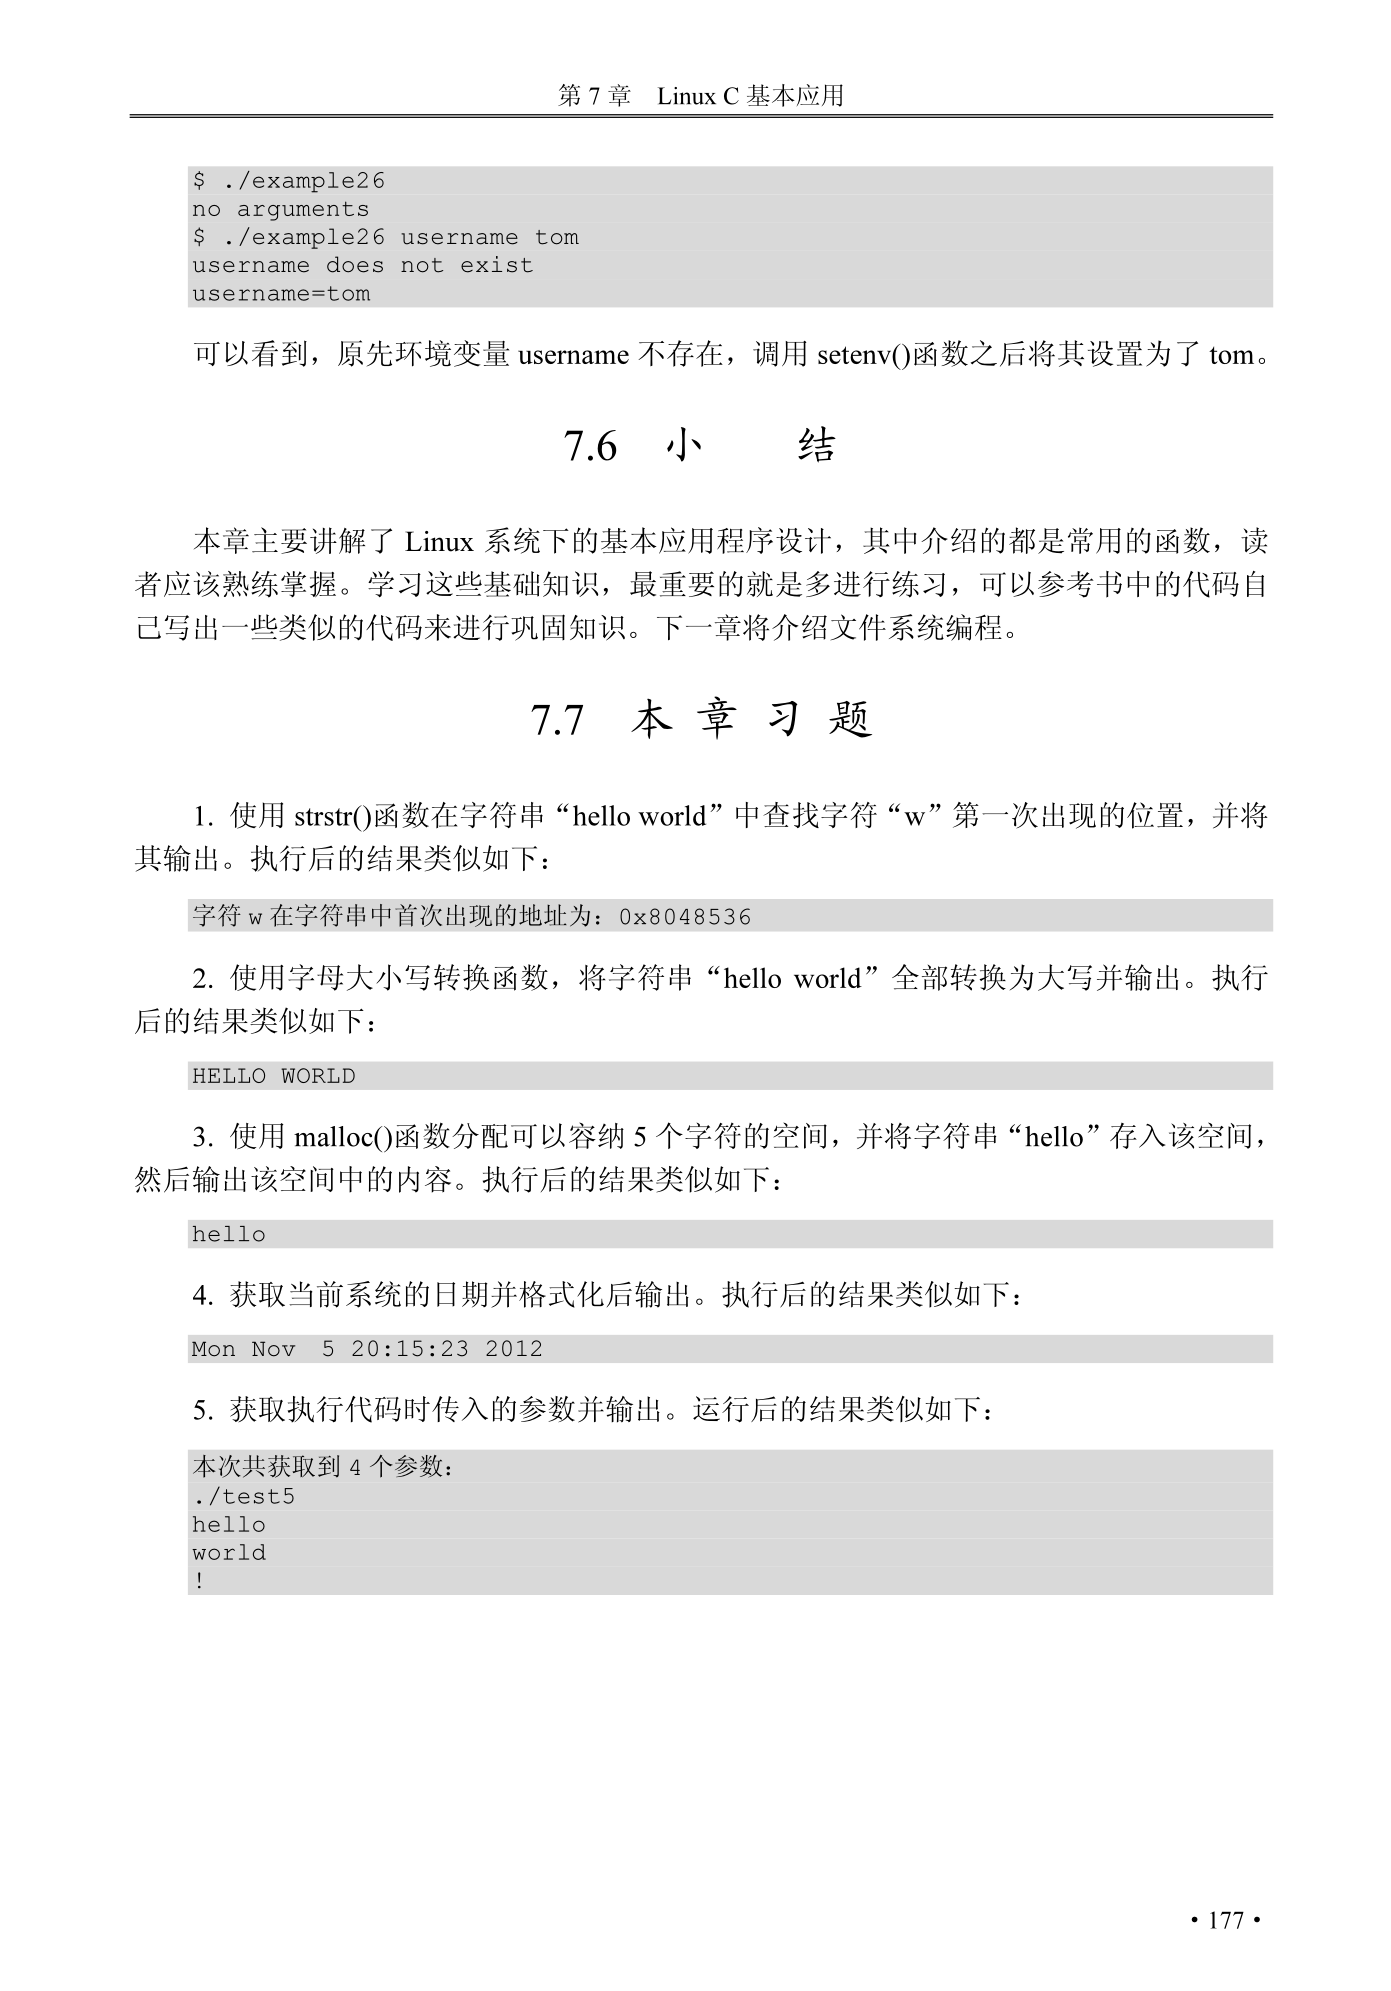 第 7 章 Linux C 基本应用
$ ./example26
no arguments
$ ./example26 username tom
username does not exist
username=tom
可以看到，原先环境变量 username 不存在，调用 setenv()函数之后将其设置为了 tom。
7.6 小 结
本章主要讲解了 Linux 系统下的基本应用程序设计，其中介绍的都是常用的函数，读
者应该熟练掌握。学习这些基础知识，最重要的就是多进行练习，可以参考书中的代码自
己写出一些类似的代码来进行巩固知识。下一章将介绍文件系统编程。
7.7 本 章 习 题
1. 使用 strstr()函数在字符串“hello world”中查找字符“w”第一次出现的位置，并将
其输出。执行后的结果类似如下：
字符 w 在字符串中首次出现的地址为：0x8048536
2. 使用字母大小写转换函数，将字符串“hello world”全部转换为大写并输出。执行
后的结果类似如下：
HELLO WORLD
3. 使用 malloc()函数分配可以容纳 5 个字符的空间，并将字符串“hello”存入该空间，
然后输出该空间中的内容。执行后的结果类似如下：
hello
4. 获取当前系统的日期并格式化后输出。执行后的结果类似如下：
Mon Nov  5 20:15:23 2012
5. 获取执行代码时传入的参数并输出。运行后的结果类似如下：
本次共获取到 4 个参数：
./test5
hello
world
!
• 177 •